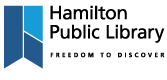 Hamilton
Public Library
FREEDOM TO DISCOVER